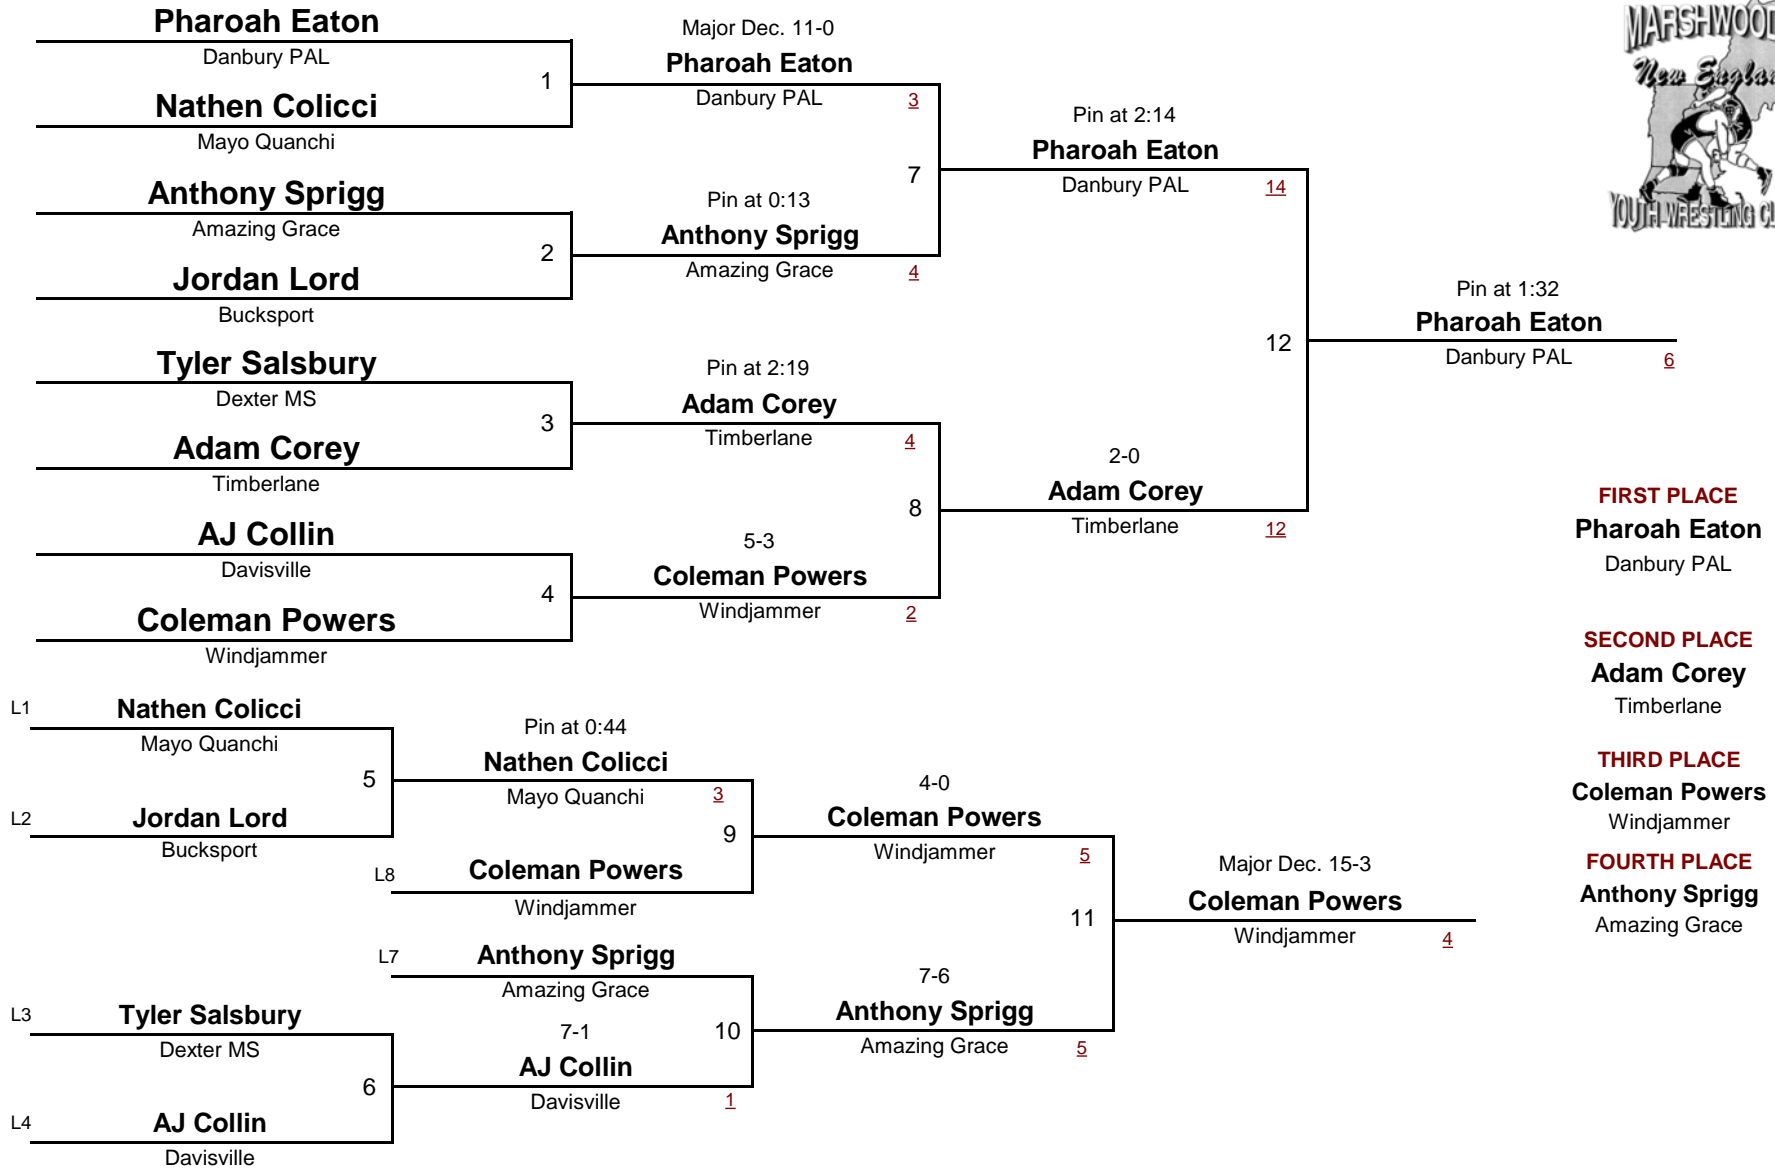 Pharoah Eaton
Danbury PAL
1
Nathen Colicci
Mayo Quanchi
Anthony Sprigg
Amazing Grace
2
Jordan Lord
Bucksport
Tyler Salsbury
Dexter MS
3
Adam Corey
Timberlane
AJ Collin
Davisville
4
Coleman Powers
Windjammer
Major Dec. 11-0
Pharoah Eaton
Danbury PAL 3
7
Pin at 0:13
Anthony Sprigg
Amazing Grace 4
Pin at 2:19
Adam Corey
Timberlane 4
8
5-3
Coleman Powers
Windjammer 2
Pin at 2:14
Pharoah Eaton
Danbury PAL 14
12
2-0
Adam Corey
Timberlane 12
Pin at 1:32
Pharoah Eaton
Danbury PAL 6
MARSHWOOD
New England
YOUTH WRESTLING CL
FIRST PLACE
Pharoah Eaton
Danbury PAL
SECOND PLACE
Adam Corey
Timberlane
THIRD PLACE
Coleman Powers
Windjammer
FOURTH PLACE
Anthony Sprigg
Amazing Grace
L1 Nathen Colicci
Mayo Quanchi
5
L2 Jordan Lord
Bucksport
Pin at 0:44
Nathen Colicci
Mayo Quanchi 3
9
L8 Coleman Powers
Windjammer
L7 Anthony Sprigg
Amazing Grace
10
7-1
AJ Collin
Davisville 1
L3 Tyler Salsbury
Dexter MS
6
L4 AJ Collin
Davisville
4-0
Coleman Powers
Windjammer 5
11
7-6
Anthony Sprigg
Amazing Grace 5
Major Dec. 15-3
Coleman Powers
Windjammer 4